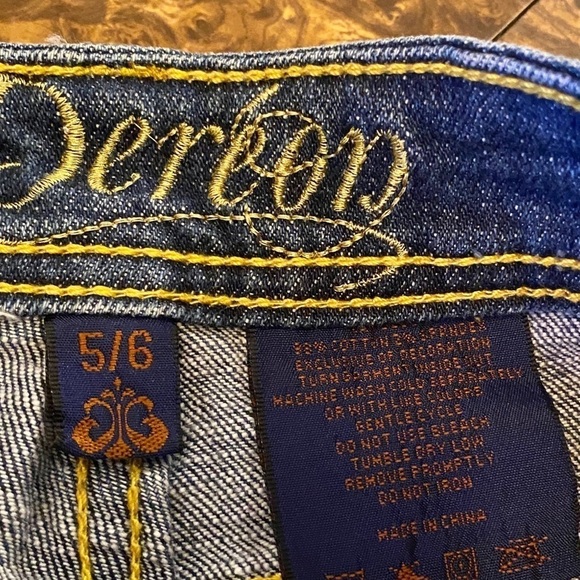 Dereon
5/6
98% COTTON 2% SPANDEX
EXCLUSIVE OF DECORATION
TURN GARMENT INSIDE OUT
MACHINE WASH COLD SEPARATELY
OR WITH LIKE COLORS
GENTLE CYCLE
DO NOT USE BLEACH
TUMBLE DRY LOW
REMOVE PROMPTLY
DO NOT IRON
MADE IN CHINA